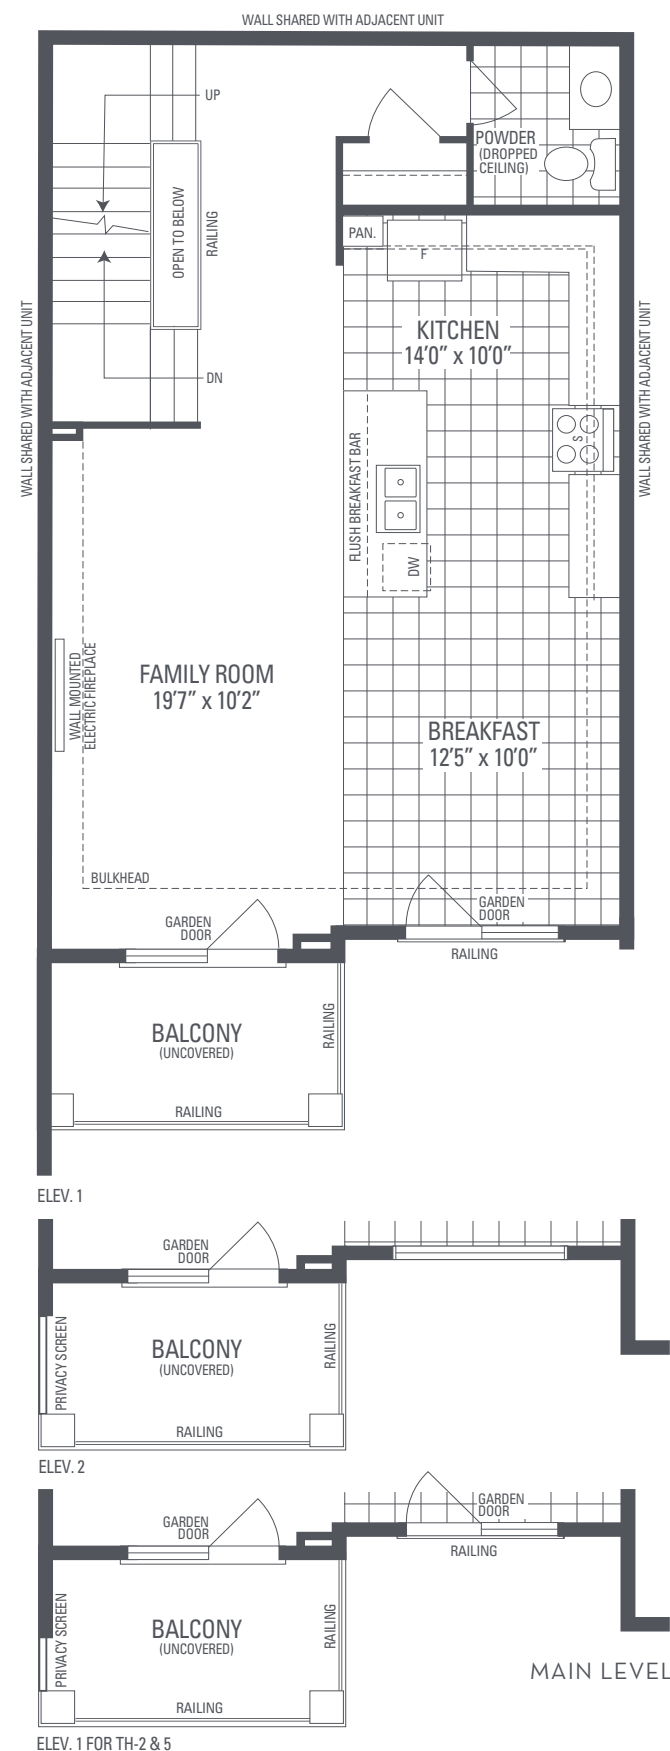 WALL SHARED WITH ADJACENT UNIT
UP
POWDER
(DROPPED
CEILING)
OPEN TO BELOW
RAILING
PAN.
F
KITCHEN
14'0" x 10'0"
WALL SHARED WITH ADJACENT UNIT
WALL SHARED WITH ADJACENT UNIT
DN
S
FLUSH BREAKFAST BAR
DW
WALL MOUNTED
ELECTRIC FIREPLACE
FAMILY ROOM
19'7" x 10'2"
BREAKFAST
12'5" x 10'0"
BULKHEAD
GARDEN
DOOR
GARDEN
DOOR
RAILING
BALCONY
(UNCOVERED)
RAILING
RAILING
ELEV. 1
GARDEN
DOOR
PRIVACY SCREEN
BALCONY
(UNCOVERED)
RAILING
RAILING
ELEV. 2
GARDEN
DOOR
GARDEN
DOOR
RAILING
PRIVACY SCREEN
BALCONY
(UNCOVERED)
RAILING
MAIN LEVEL
RAILING
ELEV. 1 FOR TH-2 & 5